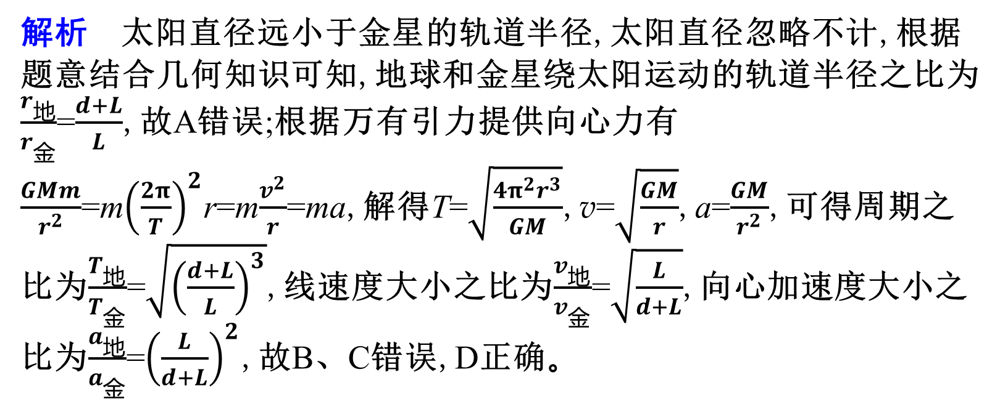 解析 太阳直径远小于金星的轨道半径, 太阳直径忽略不计, 根据
题意结合几何知识可知, 地球和金星绕太阳运动的轨道半径之比为
$\frac{r_{地}}{r_{金}}=\frac{d+L}{L}$, 故A错误;根据万有引力提供向心力有
$\frac{GMm}{r^2}=m\left(\frac{2π}{T}\right)^2 r=m\frac{v^2}{r}=ma$, 解得$T=\sqrt{\frac{4π^2r^3}{GM}}$, $v=\sqrt{\frac{GM}{r}}$, $a=\frac{GM}{r^2}$, 可得周期之
比为$\frac{T_{地}}{T_{金}}=\sqrt{\left(\frac{d+L}{L}\right)^3}$, 线速度大小之比为$\frac{v_{地}}{v_{金}}=\sqrt{\frac{L}{d+L}}$, 向心加速度大小之
比为$\frac{a_{地}}{a_{金}}=\left(\frac{L}{d+L}\right)^2$, 故B、C错误, D正确。